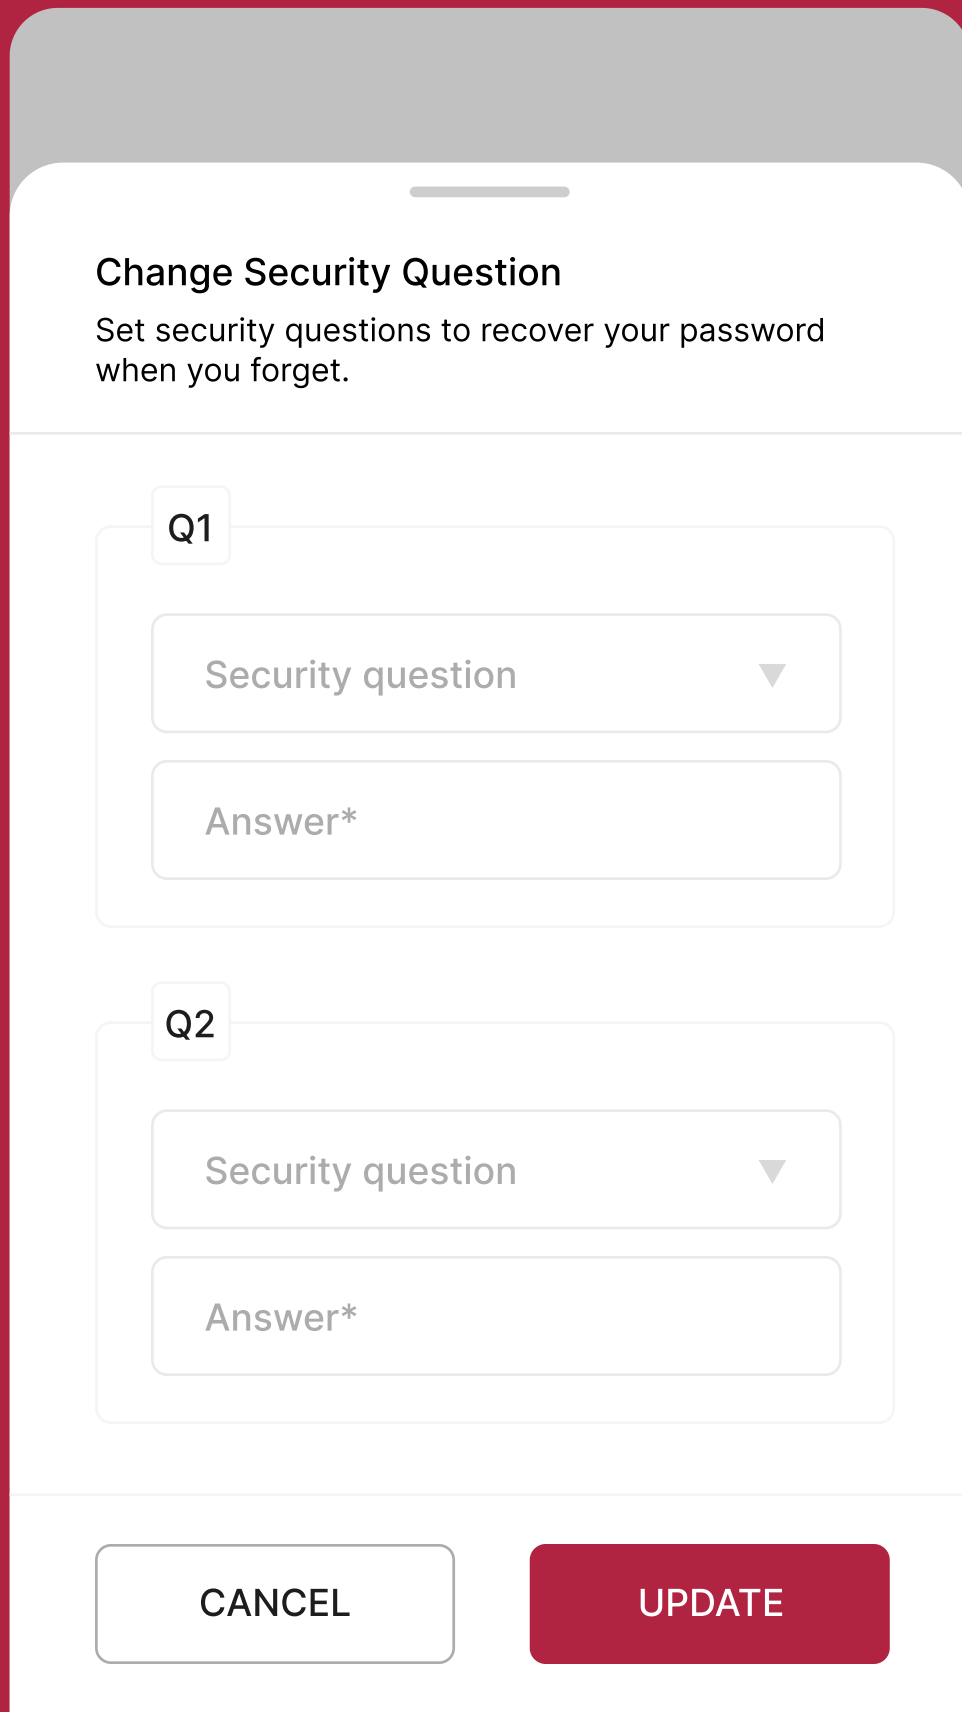 Change Security Question
Set security questions to recover your password
when you forget.
Q1
Security question
Answer*
Q2
Security question
Answer*
CANCEL
UPDATE